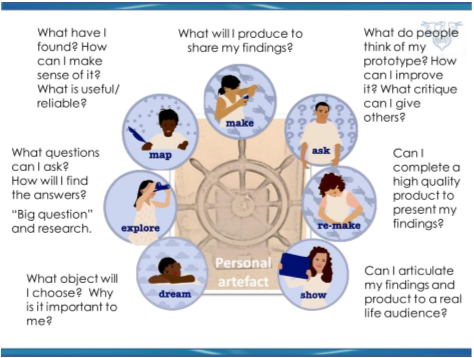 What have I
found? How
can I make
sense of it?
What is useful/
reliable?
What will I produce to
share my findings?
What do people
think of my
prototype? How
can I improve
it? What critique
can I give
others?
make
map
ask
What questions
can I ask?
How will I find
the answers?
"Big question"
and research.
Can I
complete a
high quality
product to
present my
findings?
explore
re-make
Personal
artefact
What object will
I choose? Why
is it important to
me?
dream
show
Can I articulate
my findings and
product to a real
life audience?